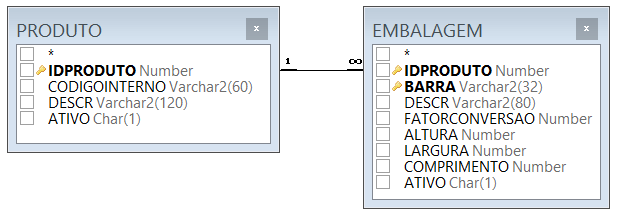 PRODUTO
x
*
IDPRODUTO Number
CODIGOINTERNO Varchar2(60)
DESCR Varchar2(120)
ATIVO Char(1)
1
∞
EMBALAGEM
x
*
IDPRODUTO Number
BARRA Varchar2(32)
DESCR Varchar2(80)
FATORCONVERSAO Number
ALTURA Number
LARGURA Number
COMPRIMENTO Number
ATIVO Char(1)